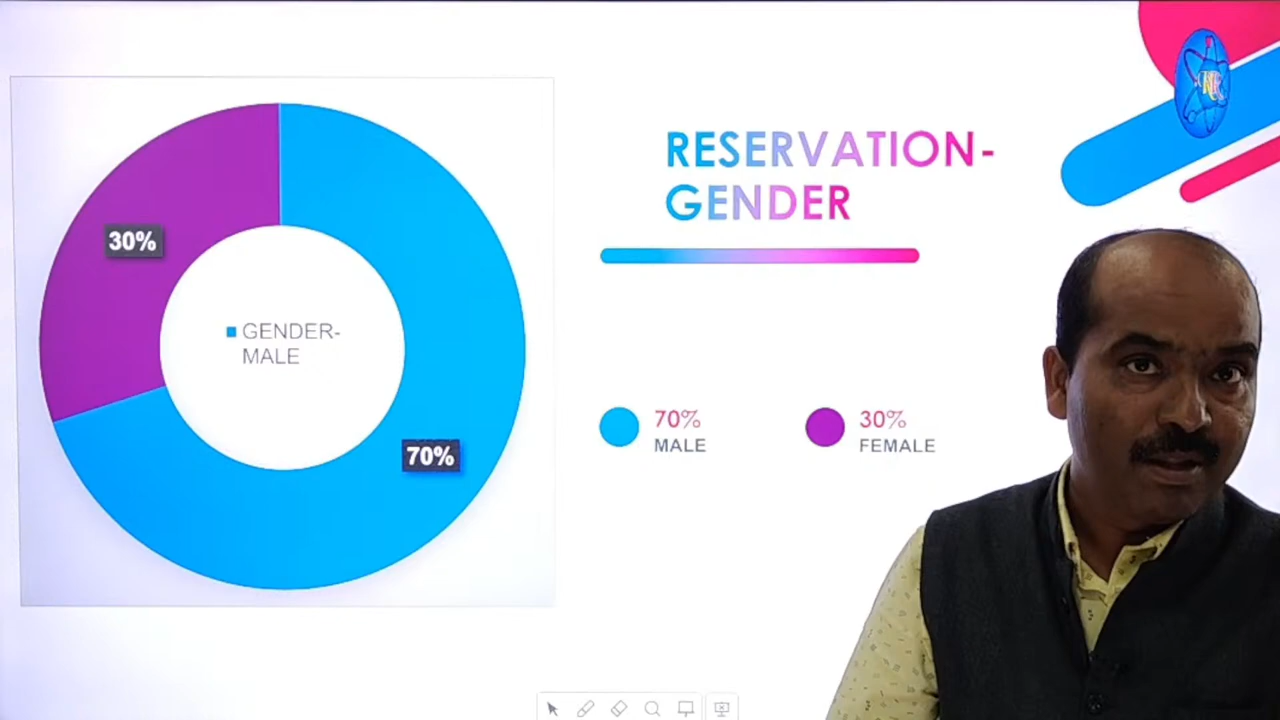 RESERVATION-
GENDER
30%
GENDER-
MALE
70%
70%
MALE
30%
FEMALE